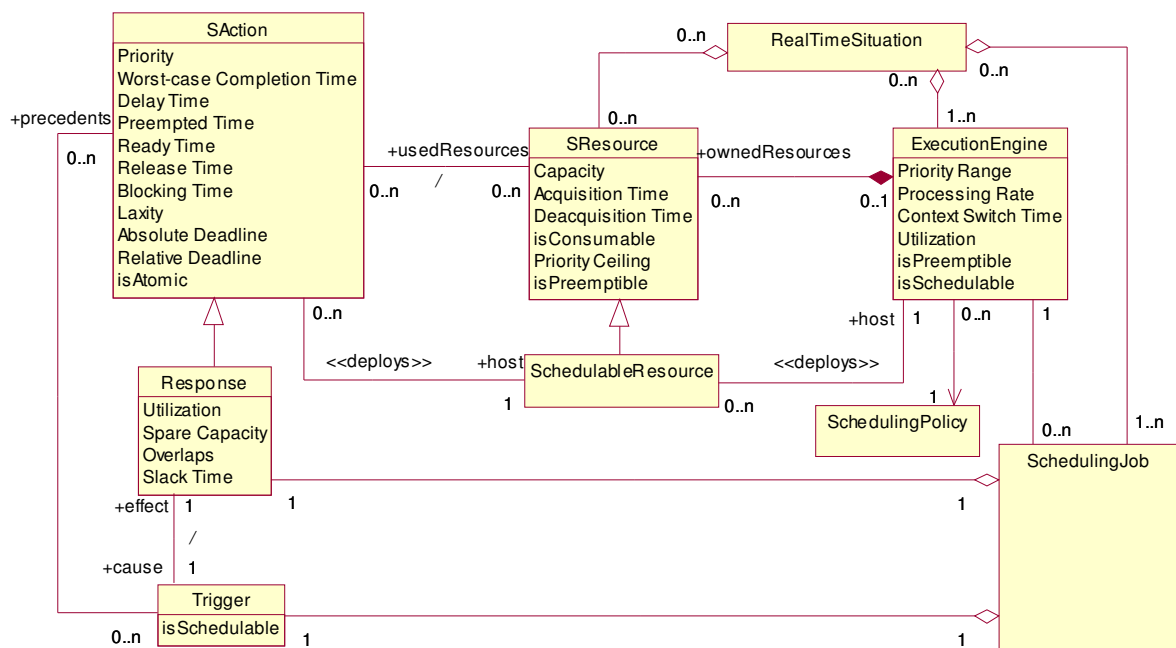 SAction
Priority
Worst-case Completion Time
Delay Time
Preempted Time
Ready Time
Release Time
Blocking Time
Laxity
Absolute Deadline
Relative Deadline
isAtomic
+precedents
0..n
+usedResources
0..n
/
0..n
0..n
RealTimeSituation
0..n
0..n
0..n
1..n
SResource
Capacity
Acquisition Time
Deacquisition Time
isConsumable
Priority Ceiling
isPreemptible
+ownedResources
0..n
0..1
ExecutionEngine
Priority Range
Processing Rate
Context Switch Time
Utilization
isPreemptible
isSchedulable
0..n
<<deploys>>
+host
1
SchedulableResource
<<deploys>>
0..n
+host
1
0..n
1
1
SchedulingPolicy
0..n
1..n
SchedulingJob
Response
Utilization
Spare Capacity
Overlaps
Slack Time
+effect
1
1
1
/
+cause
1
Trigger
isSchedulable
0..n
1
1